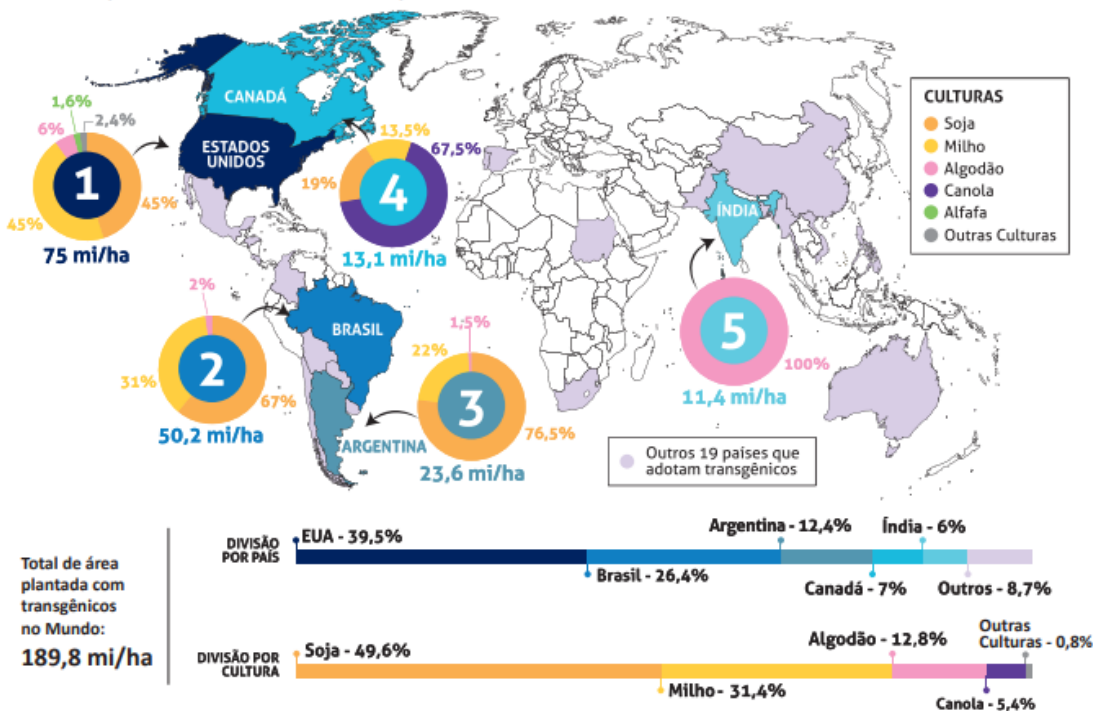 CANADÁ
ESTADOS
UNIDOS
1,6%
6%
2,4%
1
45%
45%
75 mi/ha
13,5%
67,5%
19%
4
13,1 mi/ha
CULTURAS
Soja
Milho
Algodão
Canola
Alfafa
Outras Culturas
ÍNDIA
5
100%
11,4 mi/ha
BRASIL
2%
2
31%
67%
50,2 mi/ha
1,5%
22%
3
76,5%
ARGENTINA
23,6 mi/ha
Outros 19 países que
adotam transgênicos
Total de área
plantada com
transgênicos
no Mundo:
189,8 mi/ha
DIVISÃO
POR PAÍS
EUA - 39,5%
Brasil - 26,4%
Argentina - 12,4%
Canadá - 7%
Índia - 6%
Outros - 8,7%
DIVISÃO POR
CULTURA
Soja - 49,6%
Milho - 31,4%
Algodão - 12,8%
Canola - 5,4%
Outras
Culturas - 0,8%